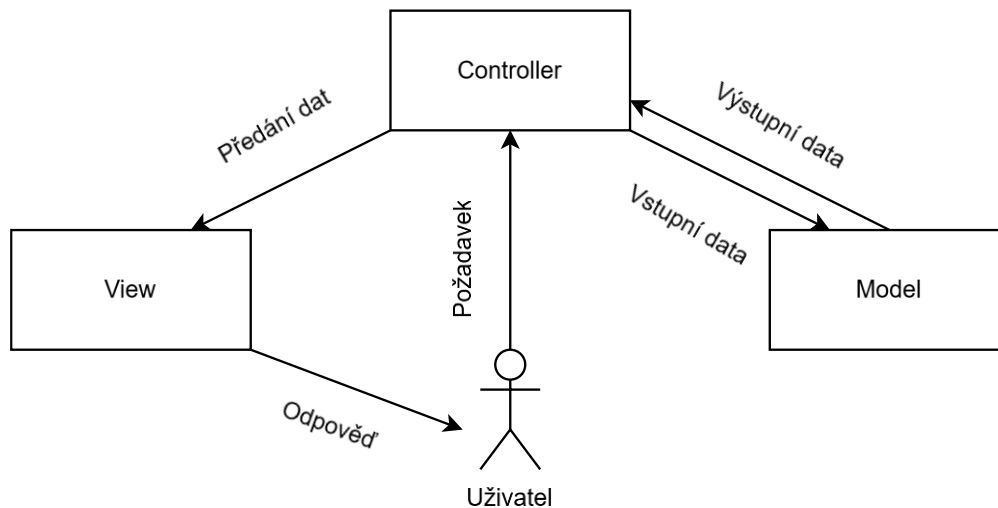 Controller
Předání dat
Výstupní data
Vstupní data
Požadavek
View
Model
Odpověď
Uživatel